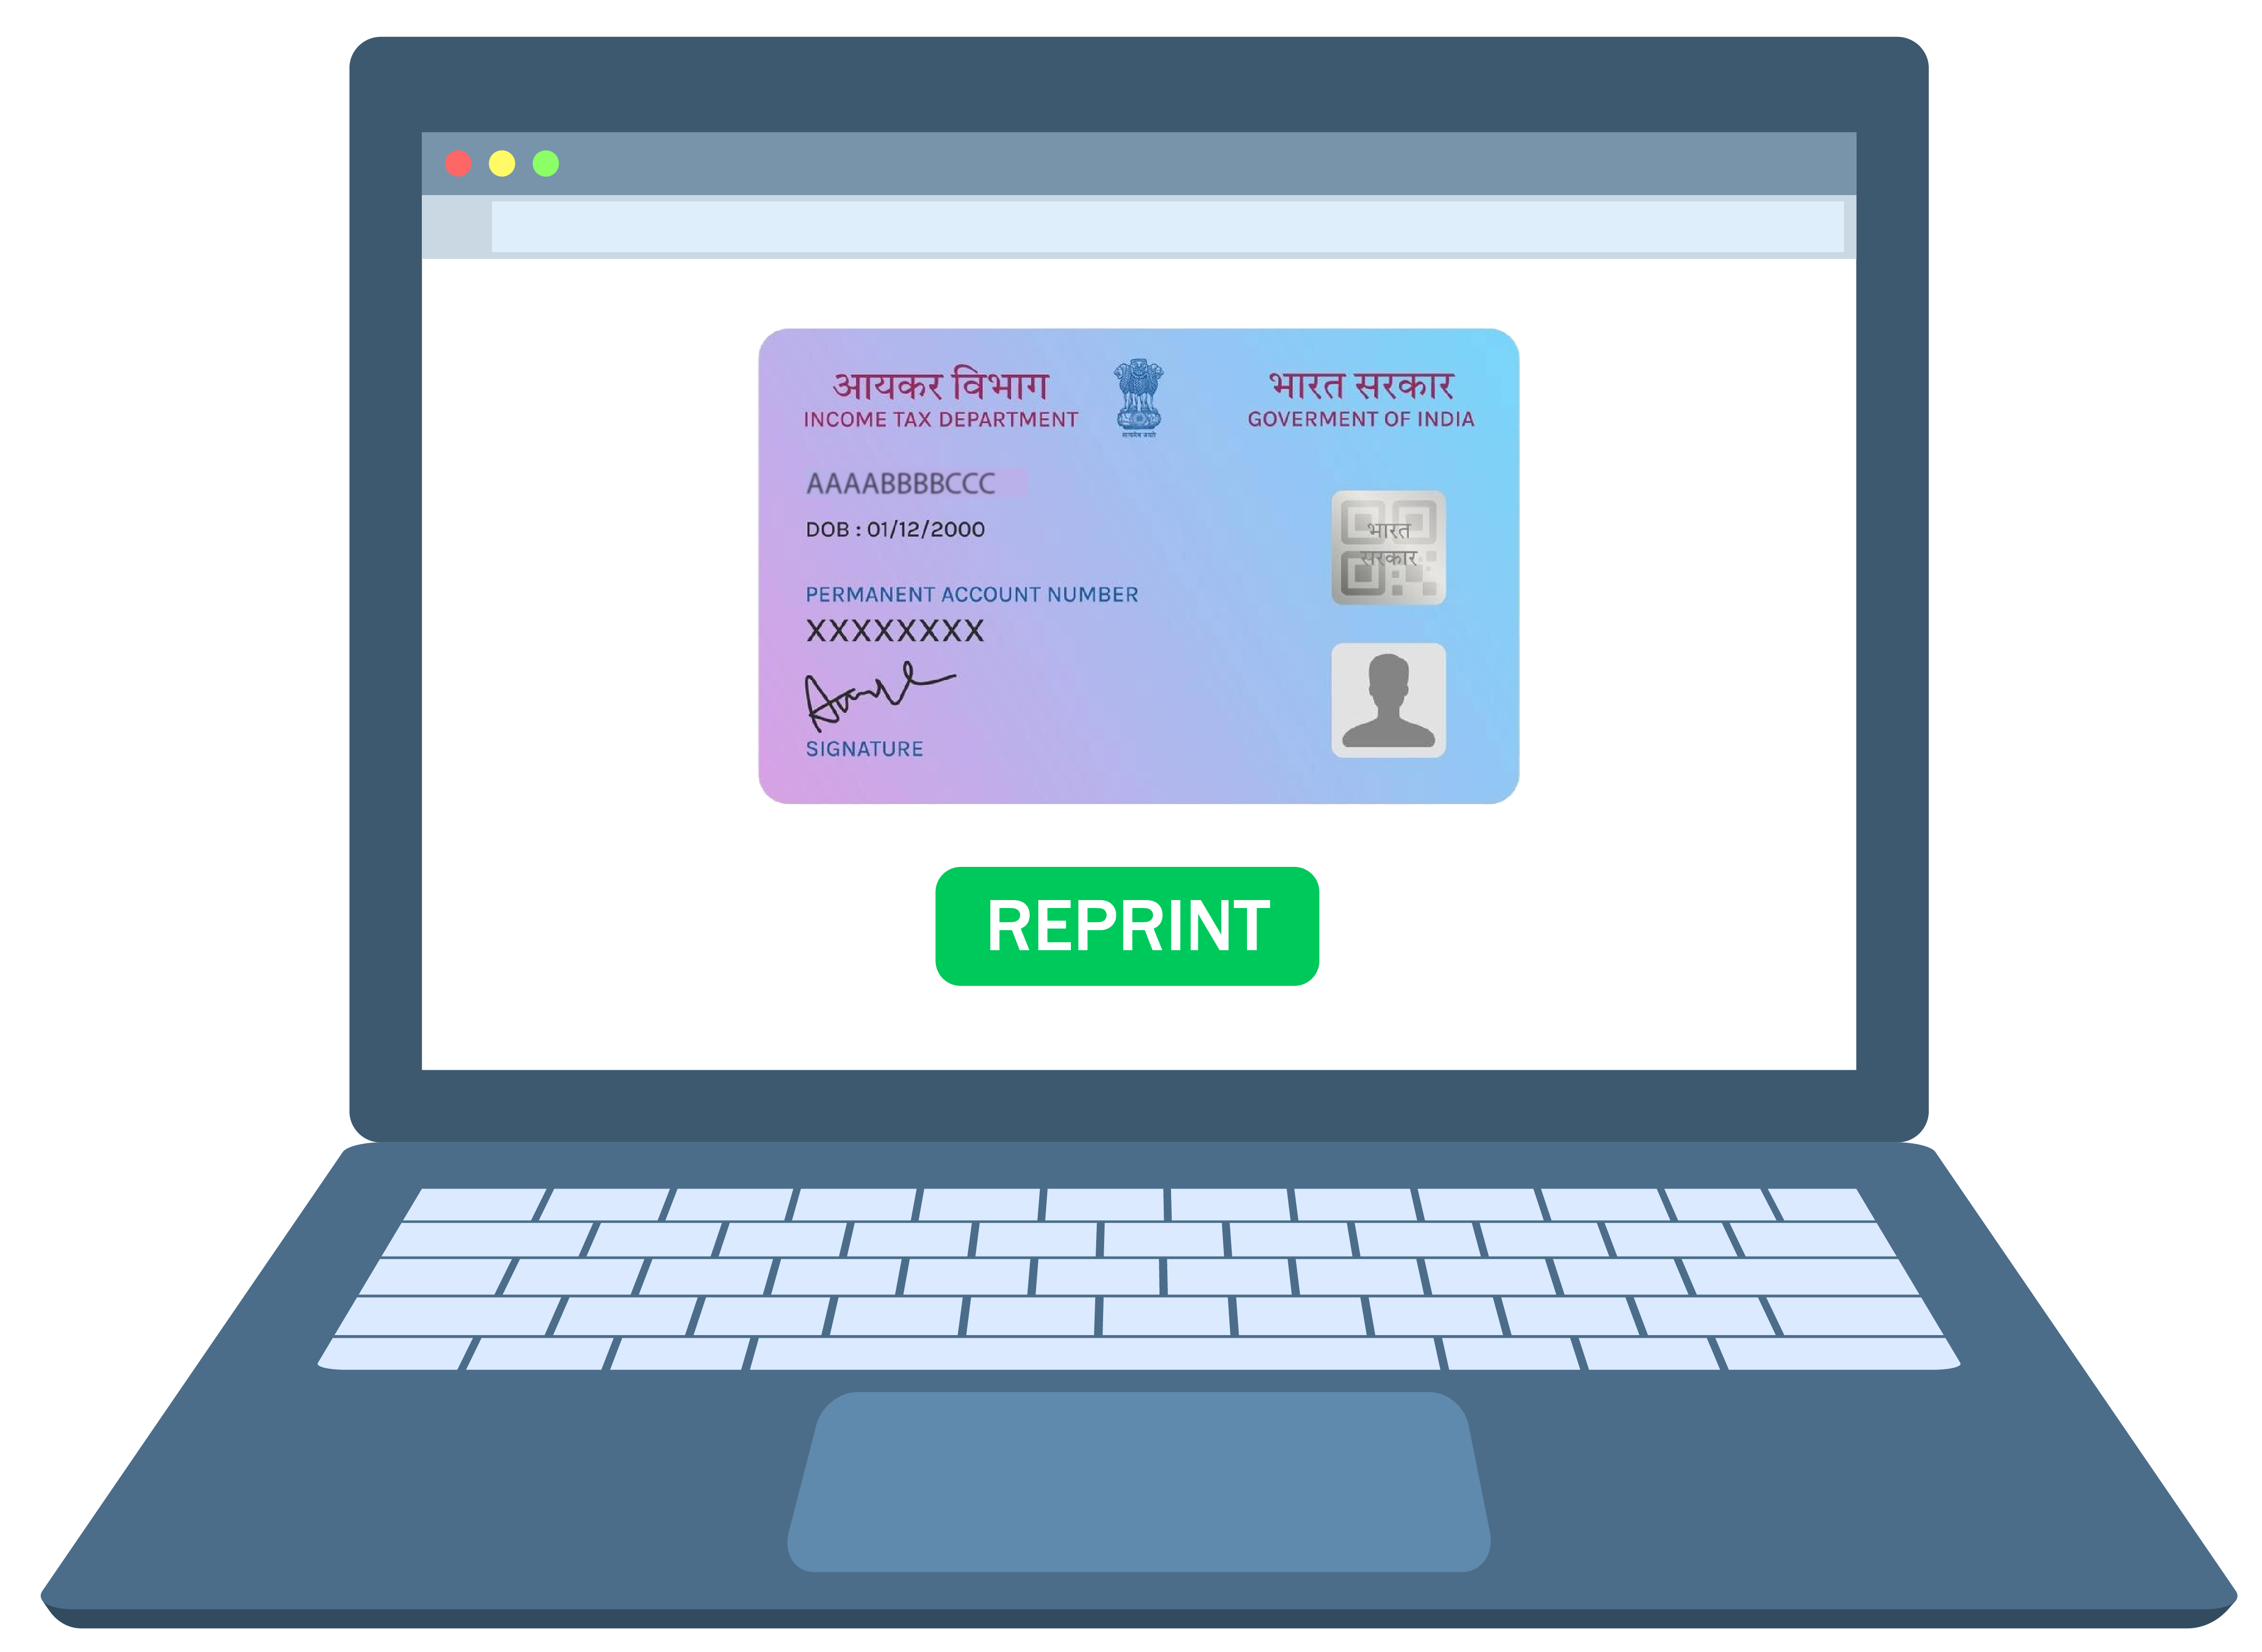 आयकर विभाग
INCOME TAX DEPARTMENT
भारत सरकार
GOVERMENT OF INDIA
AAAABBBBCCC
DOB : 01/12/2000
भारत
सरकार
PERMANENT ACCOUNT NUMBER
XXXXXXXX
SIGNATURE
REPRINT